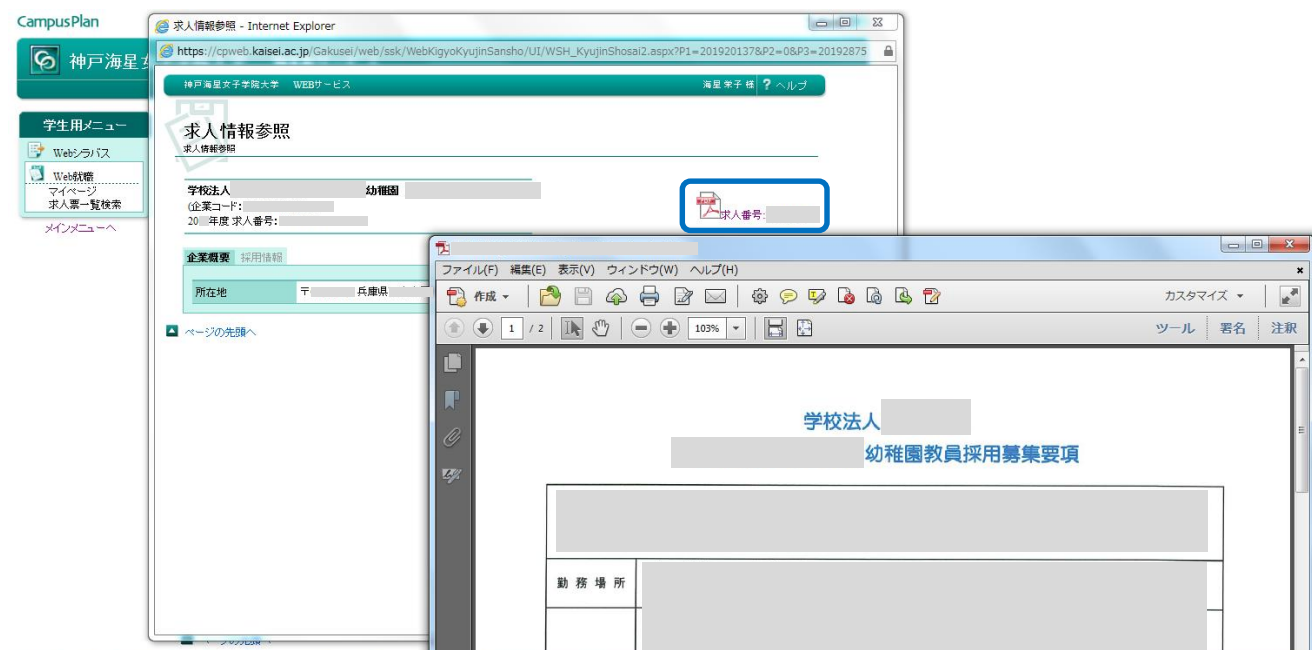 CampusPlan
神戸海星
学生用メニュー
Webシラバス
Web就職
マイページ
求人票一覧検索
メインメニューへ
求人情報参照 - Internet Explorer
https://cpweb.kaisei.ac.jp/Gakusei/web/ssk/WebKigyoKyujinSansho/UI/WSH_KyujinShosai2.aspx?P1=201920137&P2=0&P3=20192875
神戸海星女子学院大学 WEBサービス
海星 栄子 様 ? ヘルプ
求人情報参照
求人情報参照
学校法人 幼稚園
(企業コード:
20 年度 求人番号:
求人番号:
企業概要 採用情報
所在地 〒 兵庫県
ページの先頭へ
ファイル(F) 編集(E) 表示(V) ウィンドウ(W) ヘルプ(H)
作成
カスタマイズ
1 / 2
103%
ツール 署名 注釈
学校法人
幼稚園教員採用募集要項
勤務場所